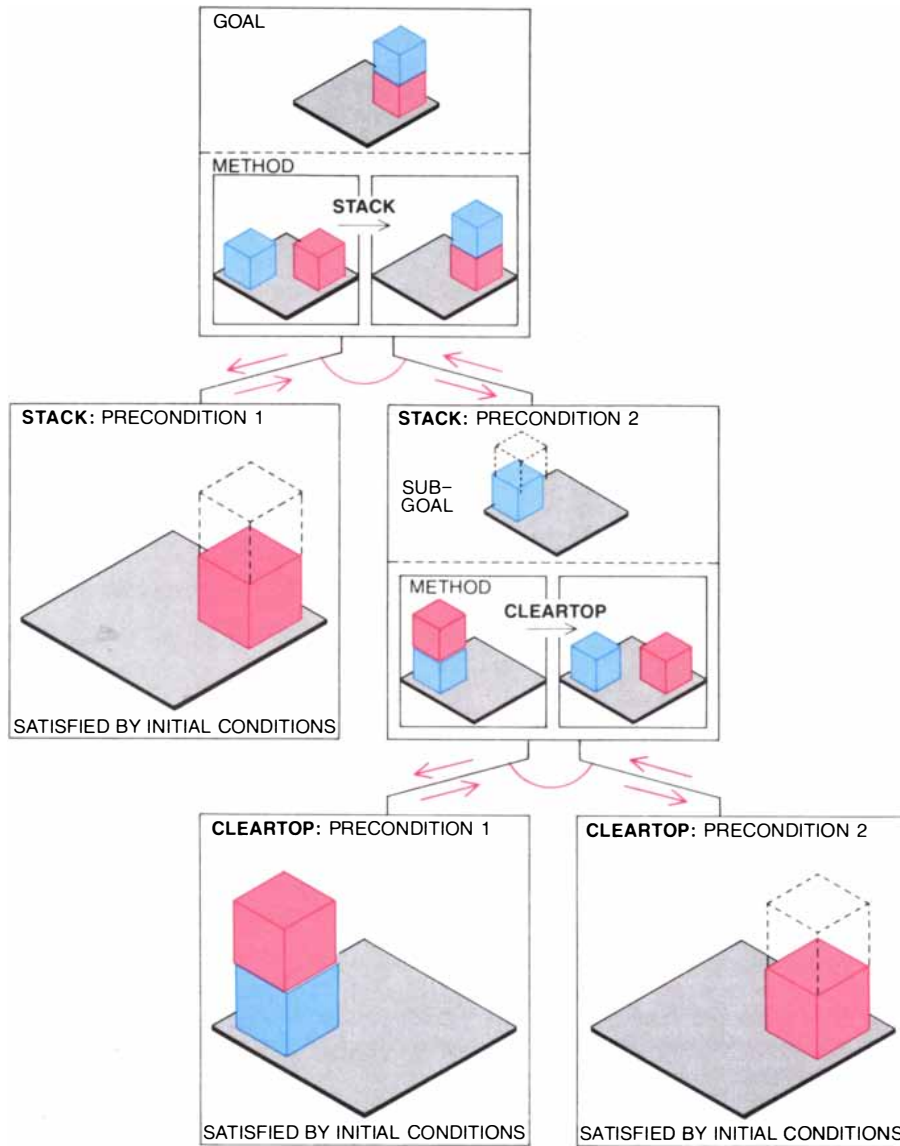 GOAL
METHOD
STACK
STACK: PRECONDITION 1
SATISFIED BY INITIAL CONDITIONS
STACK: PRECONDITION 2
SUB–
GOAL
METHOD
CLEARTOP
CLEARTOP: PRECONDITION 1
SATISFIED BY INITIAL CONDITIONS
CLEARTOP: PRECONDITION 2
SATISFIED BY INITIAL CONDITIONS